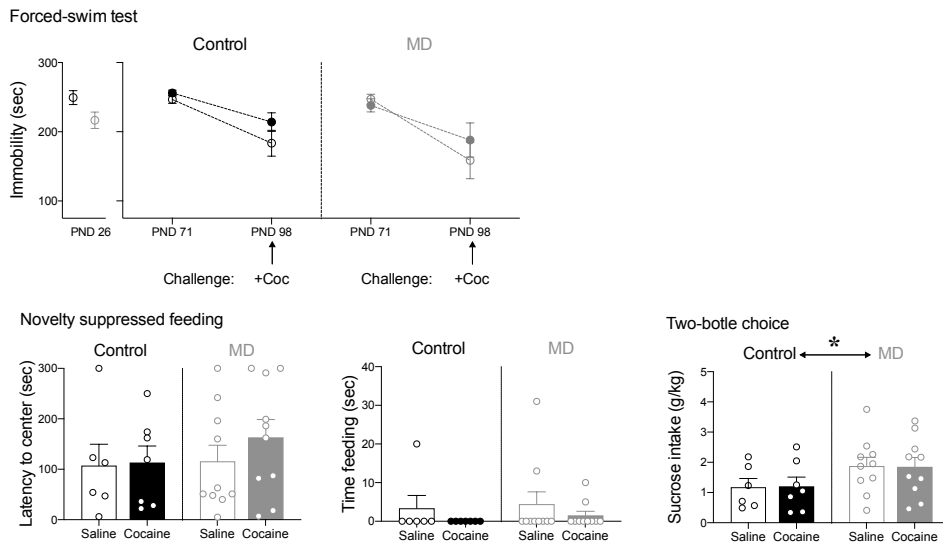 Forced-swim test
Control MD
Immobility (sec)
300
200
100
PND 26 PND 71 PND 98 PND 71 PND 98
Challenge: +Coc Challenge: +Coc
Novelty suppressed feeding
Control MD
Latency to center (sec)
300
200
100
0
Saline Cocaine Saline Cocaine
Control MD
Time feeding (sec)
40
30
20
10
0
Saline Cocaine Saline Cocaine
Two-botle choice
*
Control MD
Sucrose intake (g/kg)
5
4
3
2
1
0
Saline Cocaine Saline Cocaine